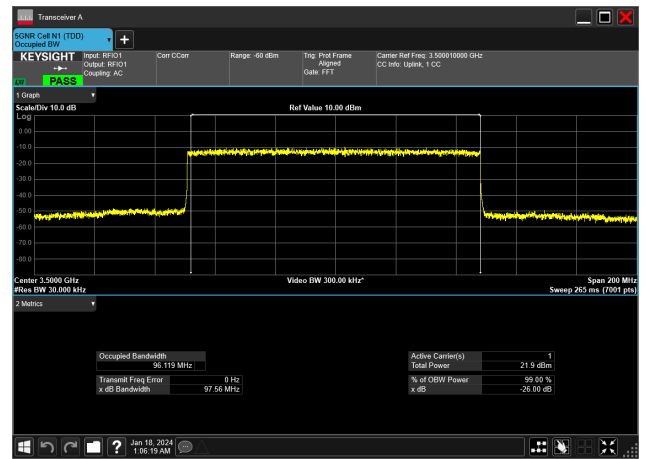 Transceiver A
5GNR Cell N1 (TDD)
Occupied BW
KEYSIGHT Input: RFIO1 Corr CCorr Range: -60 dBm Trig: Prot Frame Carrier Ref Freq: 3.500010000 GHz
Output: RFIO1 Aligned CC Info: Uplink, 1 CC
Coupling: AC Gate: FFT
LW PASS
1 Graph
Scale/Div 10.0 dB Ref Value 10.00 dBm
Log
0.00
-10.0
-20.0
-30.0
-40.0
-50.0
-60.0
-70.0
-80.0
Center 3.5000 GHz Video BW 300.00 kHz* Span 200 MHz
#Res BW 30.000 kHz Sweep 265 ms (7001 pts)
2 Metrics
Occupied Bandwidth Active Carrier(s) 1
96.119 MHz Total Power 21.9 dBm
Transmit Freq Error 0 Hz % of OBW Power 99.00 %
x dB Bandwidth 97.56 MHz x dB -26.00 dB
? Jan 18, 2024
1:06:19 AM